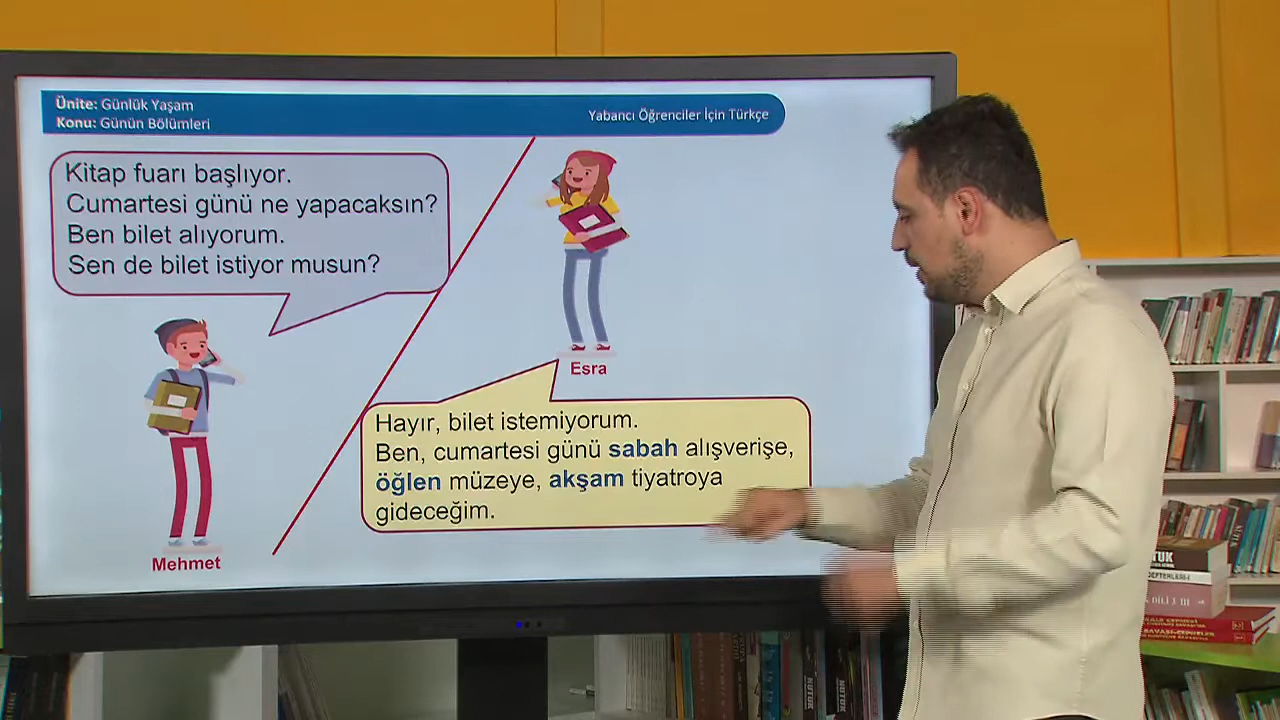 Ünite: Günlük Yaşam
Konu: Günün Bölümleri
Yabancı Öğrenciler İçin Türkçe
Kitap fuarı başlıyor.
Cumartesi günü ne yapacaksın?
Ben bilet alıyorum.
Sen de bilet istiyor musun?
Esra
Hayır, bilet istemiyorum.
Ben, cumartesi günü sabah alışverişe,
öğlen müzeye, akşam tiyatroya
gideceğim.
Mehmet